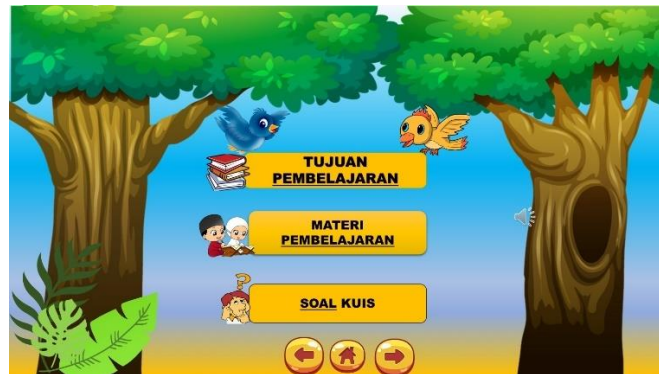 TUJUAN
PEMBELAJARAN
MATERI
PEMBELAJARAN
SOAL KUIS